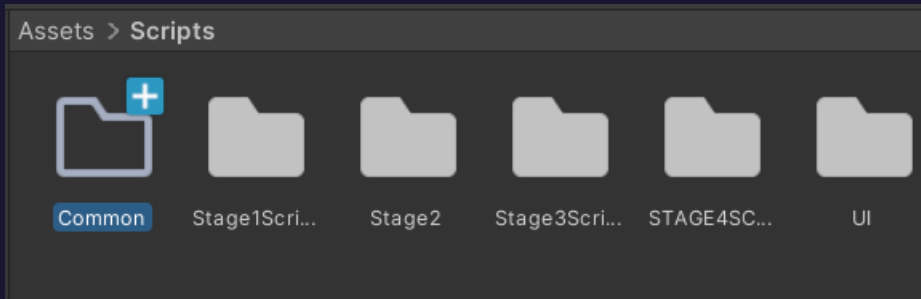 Assets > Scripts
Common Stage1Scri... Stage2 Stage3Scri... STAGE4SC... UI